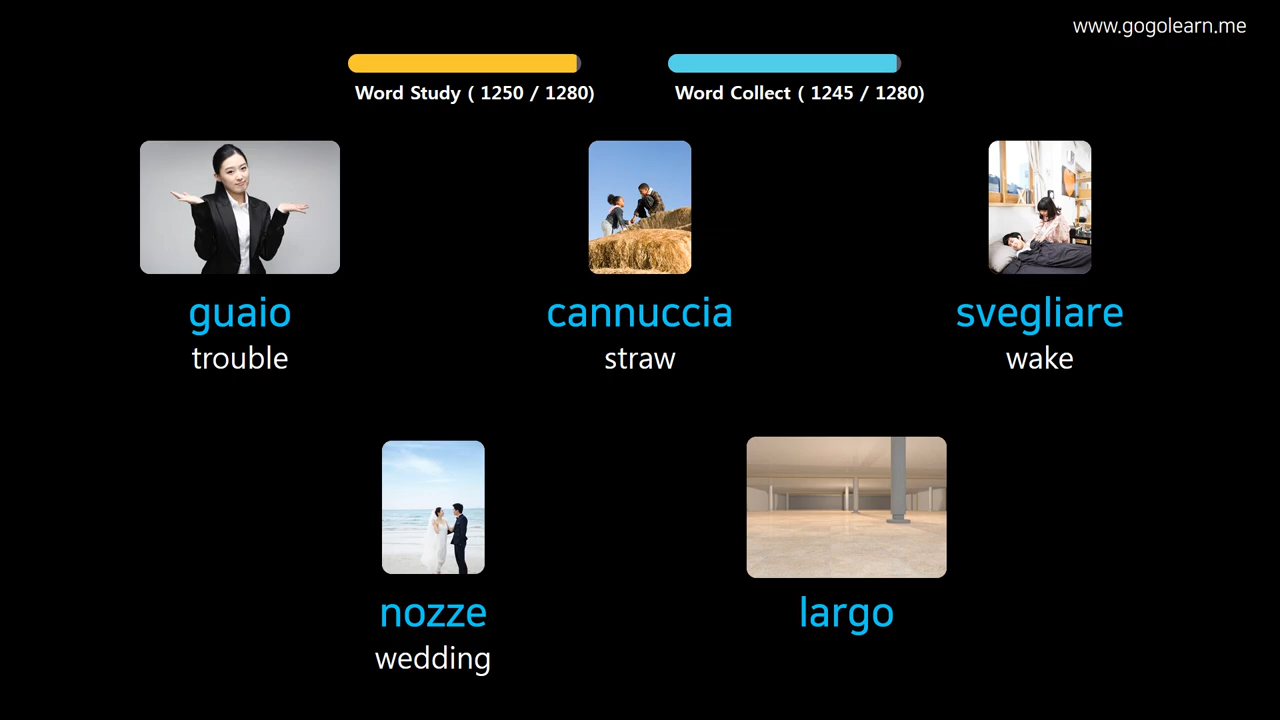 www.gogolearn.me
Word Study ( 1250 / 1280)
Word Collect ( 1245 / 1280)
guaio
trouble
cannuccia
straw
svegliare
wake
nozze
wedding
largo